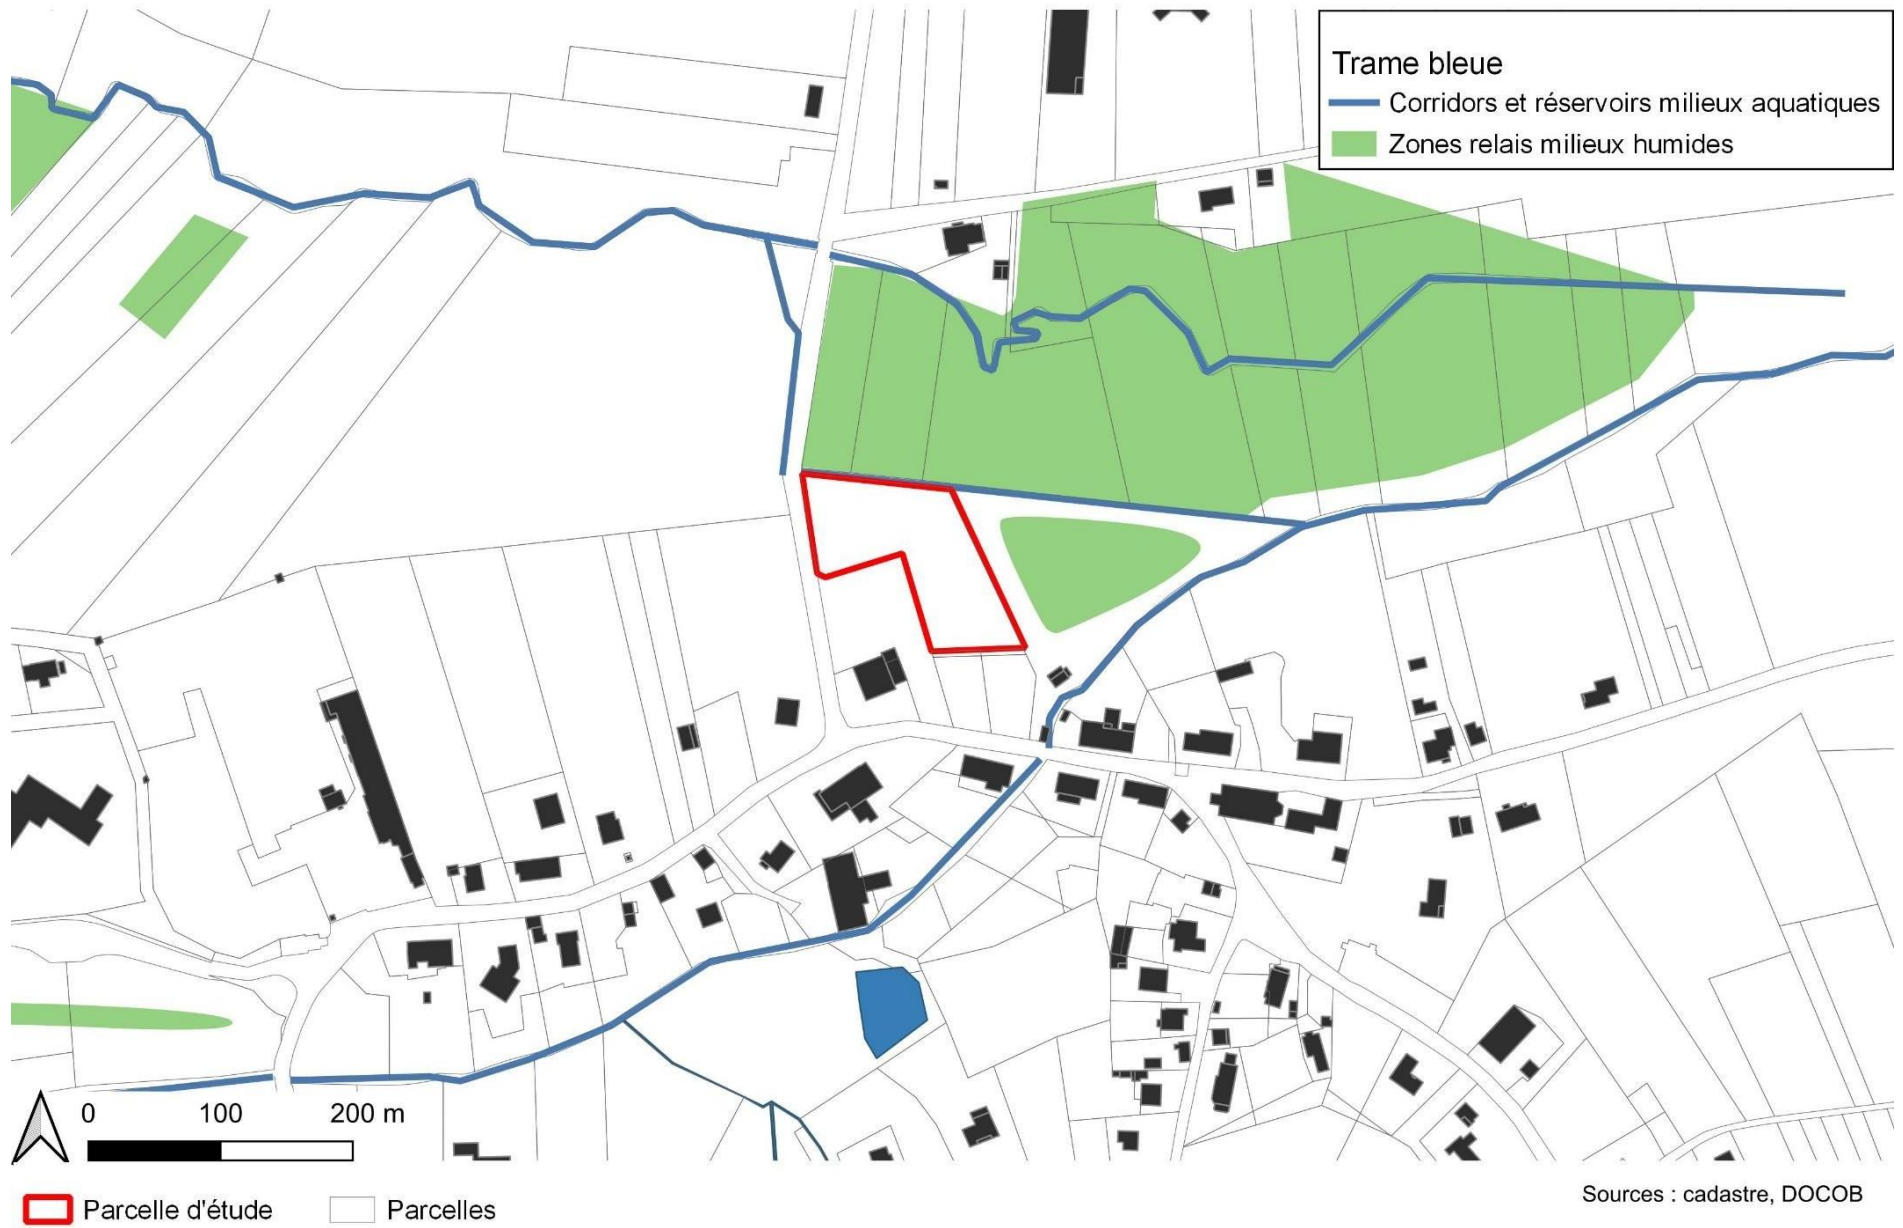 Trame bleue
Corridors et réservoirs milieux aquatiques
Zones relais milieux humides
0 100 200 m
Sources : cadastre, DOCOB
Parcelle d'étude
Parcelles